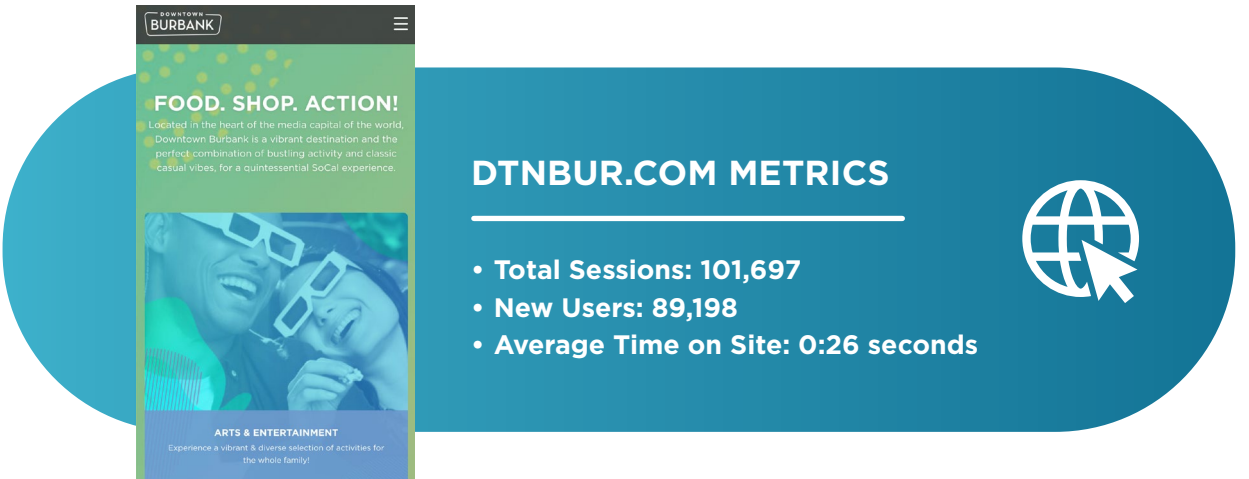 DOWNTOWN
BURBANK
FOOD. SHOP. ACTION!
Located in the heart of the media capital of the world,
Downtown Burbank is a vibrant destination and the
perfect combination of bustling activity and classic
casual vibes, for a quintessential SoCal experience.
ARTS & ENTERTAINMENT
Experience a vibrant & diverse selection of activities for
the whole family!
DTNBUR.COM METRICS
• Total Sessions: 101,697
• New Users: 89,198
• Average Time on Site: 0:26 seconds